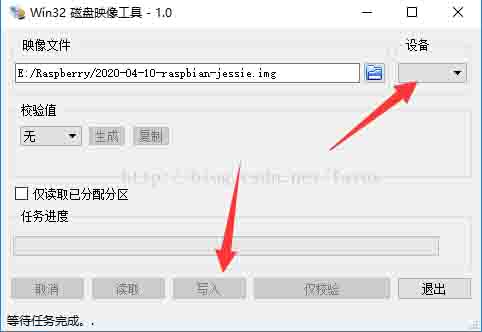 Win32 磁盘映像工具 - 1.0
映像文件
设备
E:/Raspberry/2020-04-10-raspbian-jessie.img
校验值
无
生成
复制
仅读取已分配分区
任务进度
取消
读取
写入
仅校验
退出
等待任务完成。.